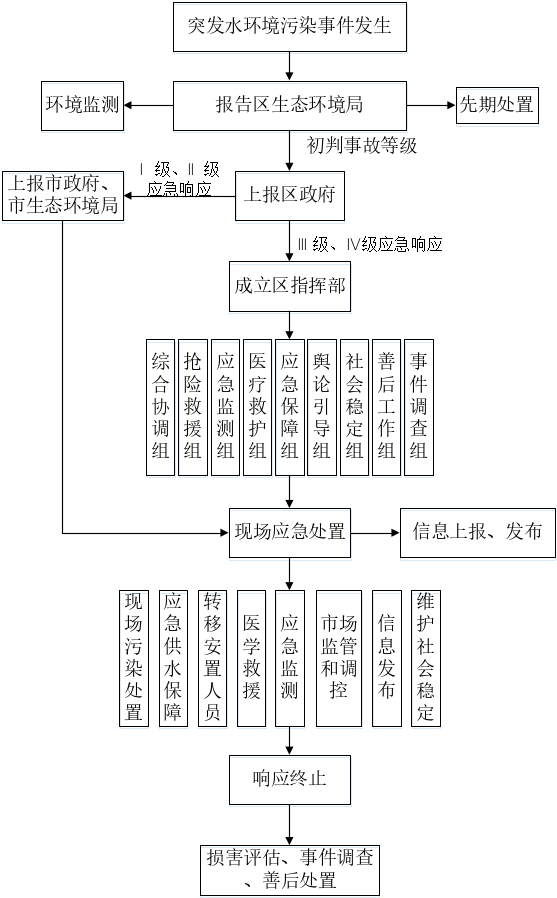 突发水环境污染事件发生
环境监测
报告区生态环境局
先期处置
初判事故等级
Ⅰ 级、Ⅱ 级
应急响应
上报市政府、
市生态环境局
上报区政府
Ⅲ级、Ⅳ级应急响应
成立区指挥部
综合协调组
抢险救援组
应急监测组
医疗救护组
应急保障组
舆论引导组
社会稳定组
善后工作组
事件调查组
现场应急处置
信息上报、发布
现场污染处置
应急供水保障
转移安置人员
医学救援
应急监测
市场
监管
和调
控
信息发布
维护社会稳定
响应终止
损害评估、事件调查
、善后处置